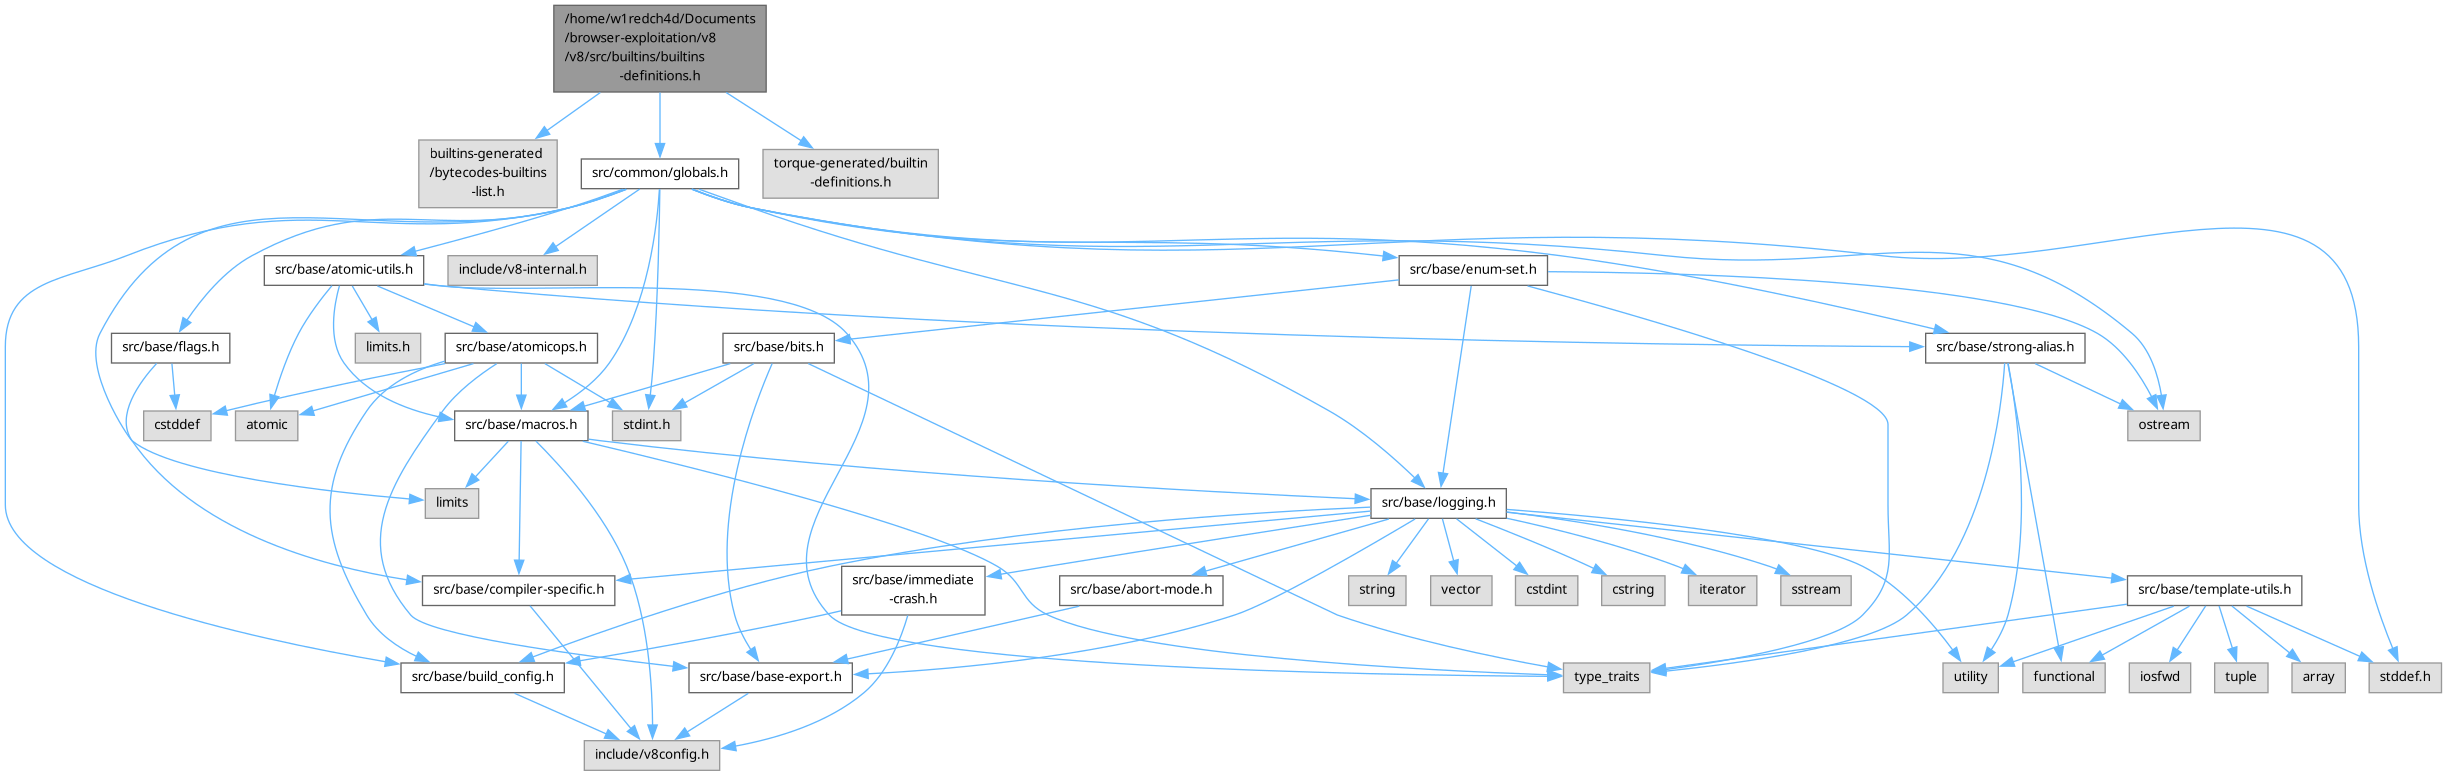 /home/w1redch4d/Documents
/browser-exploitation/v8
/v8/src/builtins/builtins
-definitions.h
builtins-generated
/bytecodes-builtins
-list.h
src/common/globals.h
torque-generated/builtin
-definitions.h
src/base/atomic-utils.h
include/v8-internal.h
src/base/enum-set.h
src/base/flags.h
limits.h
src/base/atomicops.h
src/base/bits.h
src/base/strong-alias.h
cstddef
atomic
src/base/macros.h
stdint.h
ostream
limits
src/base/logging.h
src/base/compiler-specific.h
src/base/immediate
-crash.h
src/base/abort-mode.h
string
vector
cstdint
cstring
iterator
sstream
src/base/template-utils.h
src/base/build_config.h
src/base/base-export.h
type_traits
utility
functional
iosfwd
tuple
array
stddef.h
include/v8config.h